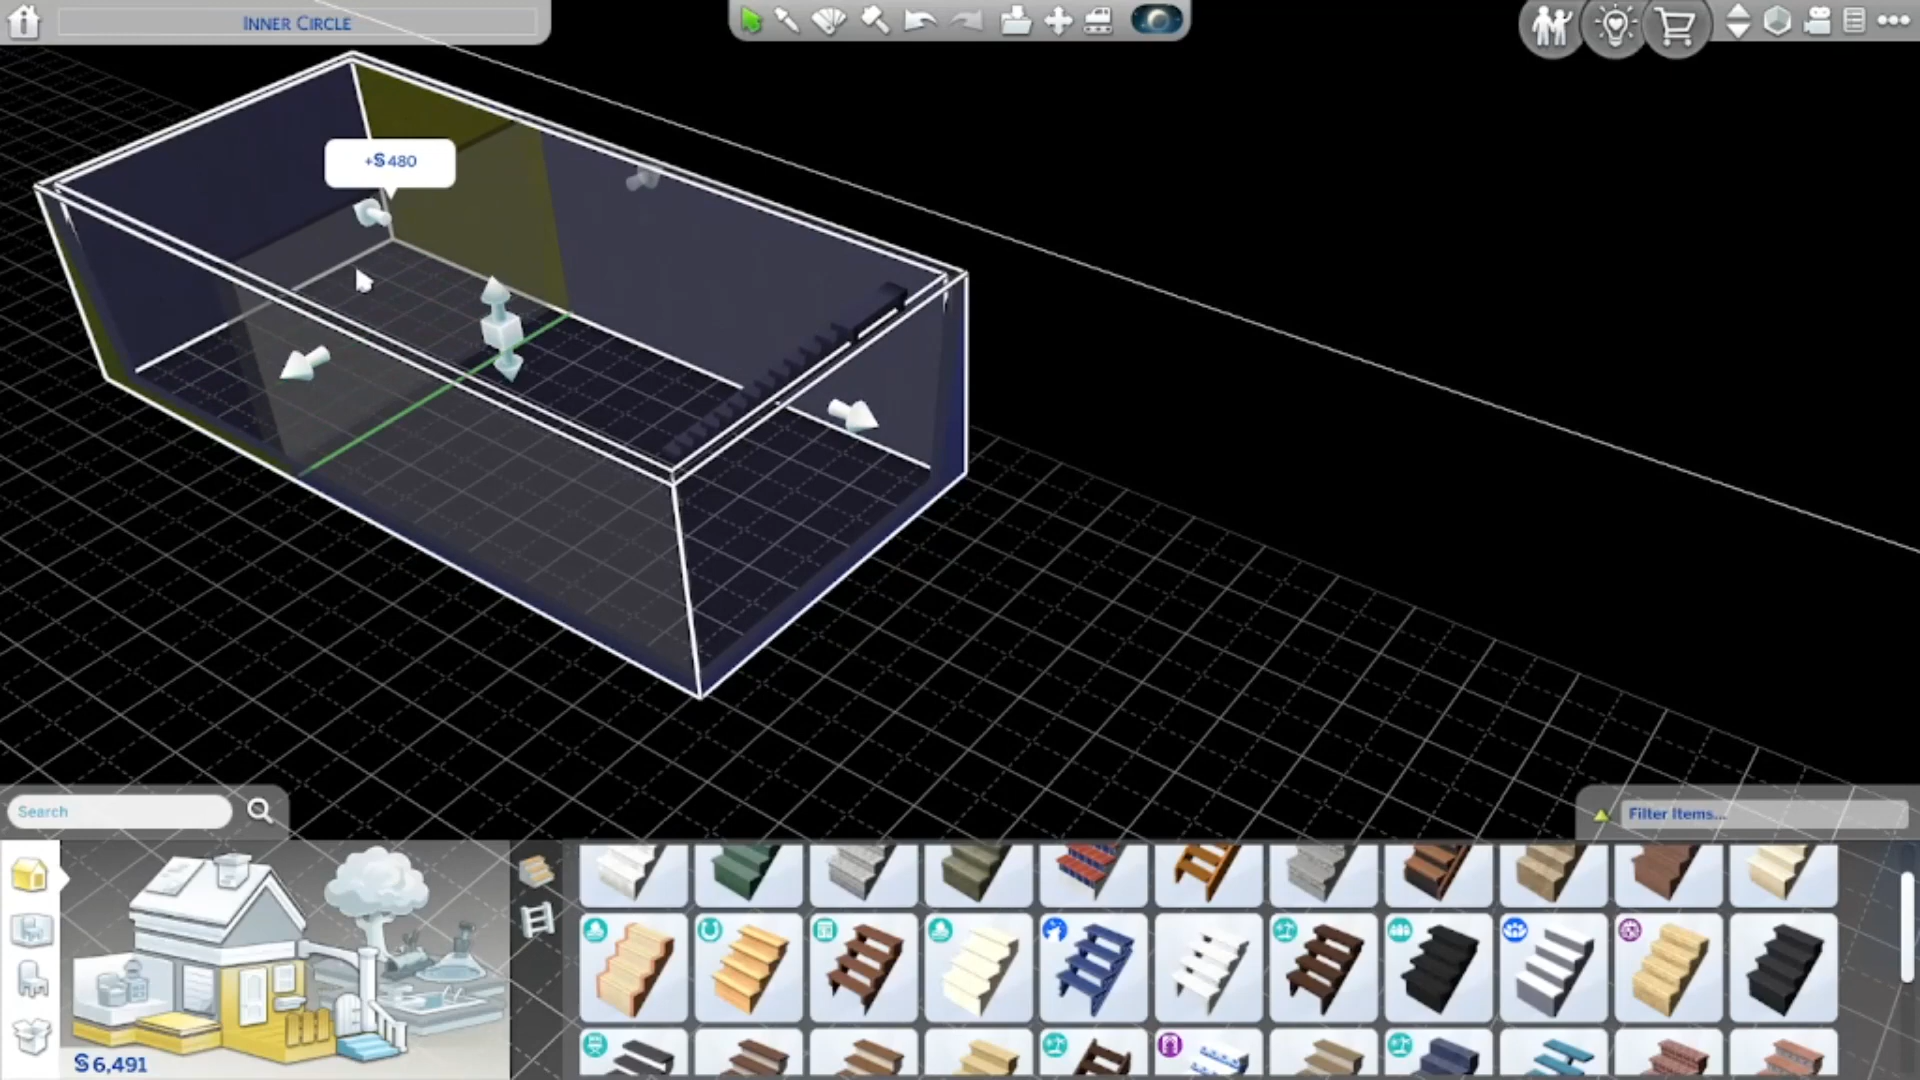 INNER CIRCLE
+§480
Search
Filter Items...
§6,491